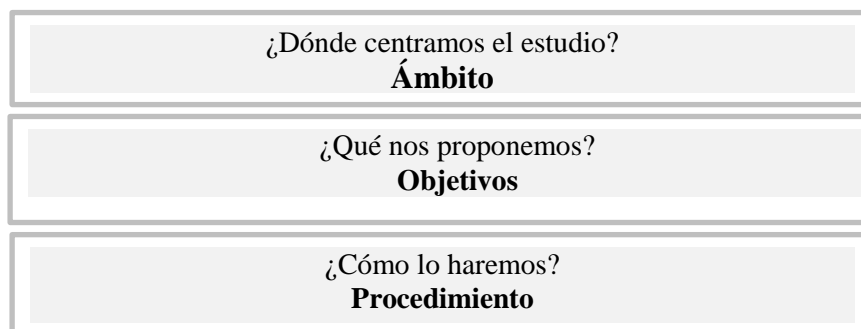 ¿Dónde centramos el estudio?
Ámbito
¿Qué nos proponemos?
Objetivos
¿Cómo lo haremos?
Procedimiento